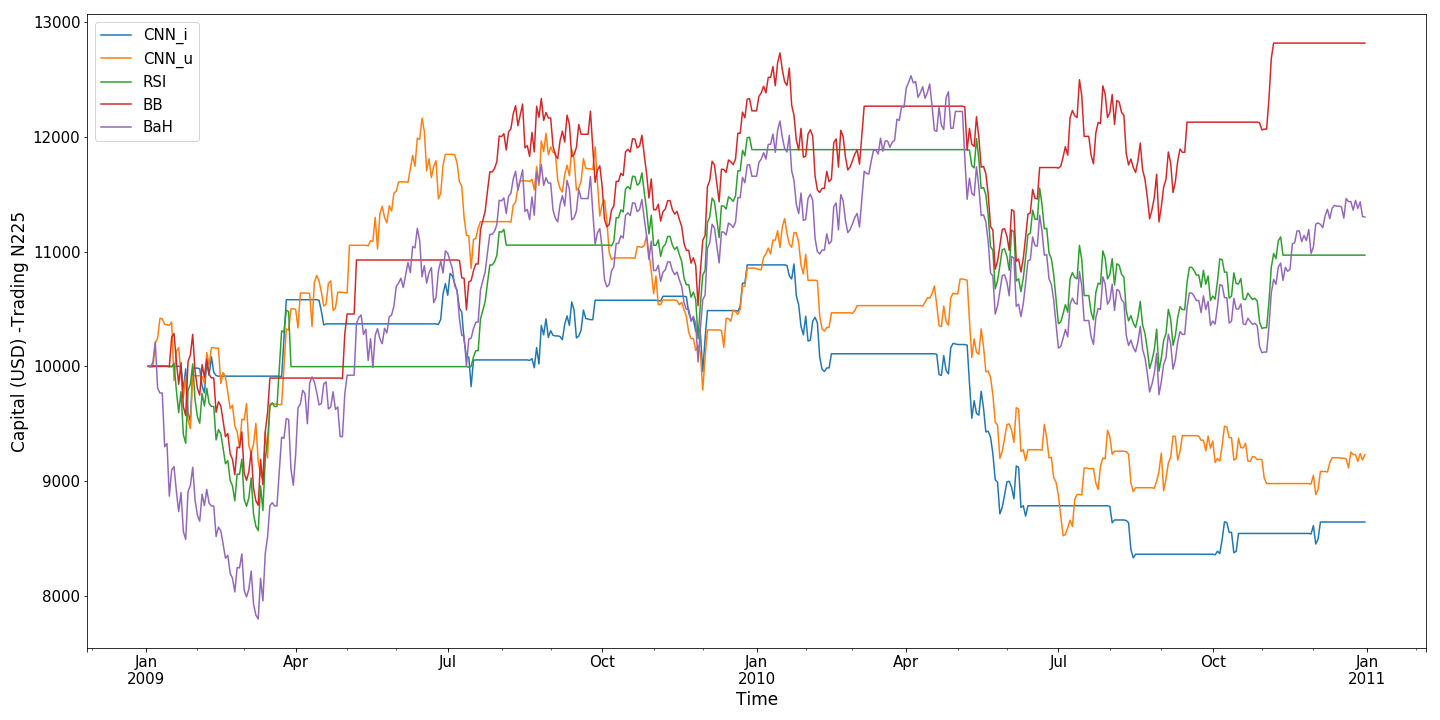 Capital (USD) -Trading N225
13000
12000
11000
10000
9000
8000
CNN_i
CNN_u
RSI
BB
BaH
Jan Apr Jul Oct Jan Apr Jul Oct Jan
2009 2010 2011
Time